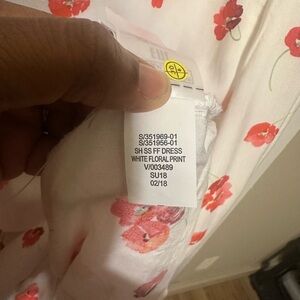 S/351969-01
S/351956-01
SH SS FF DRESS
WHITE FLORAL PRINT
V/003489
SU18
02/18